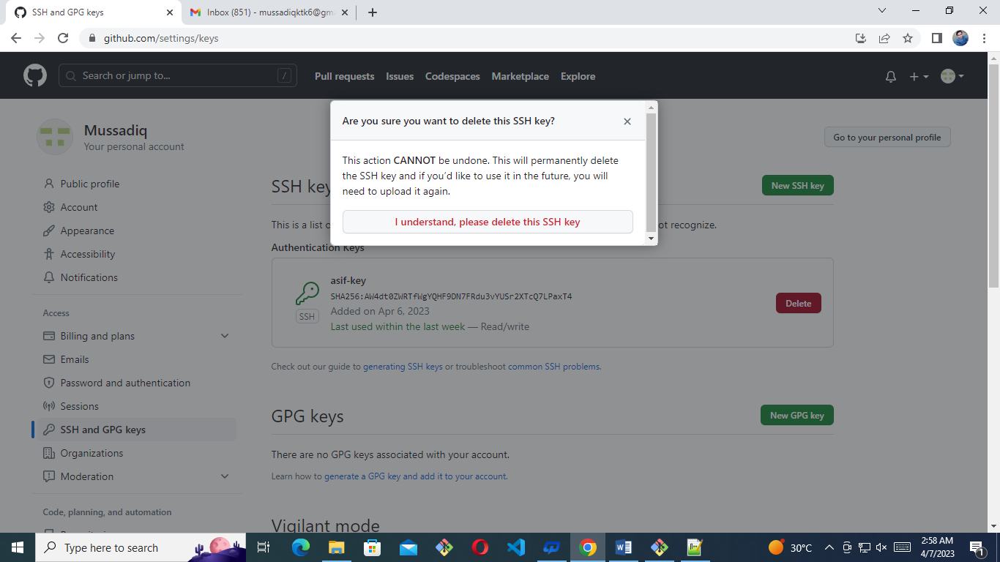 SSH and GPG keys
Inbox (851) - mussadiqktk6@gm
github.com/settings/keys
Search or jump to...
/
Pull requests
Issues
Codespaces
Marketplace
Explore
Are you sure you want to delete this SSH key?
This action CANNOT be undone. This will permanently delete
the SSH key and if you’d like to use it in the future, you will
need to upload it again.
I understand, please delete this SSH key
Mussadiq
Your personal account
Go to your personal profile
Public profile
Account
Appearance
Accessibility
Notifications
Access
Billing and plans
Emails
Password and authentication
Sessions
SSH and GPG keys
Organizations
Moderation
Code, planning, and automation
SSH key
New SSH key
This is a list
ot recognize.
Authentication Keys
asif-key
SHA256:AW4dt0ZWRTfWgYQHF9DN7FRdu3vYUSr2XTcQ7LPaxT4
SSH
Added on Apr 6, 2023
Last used within the last week — Read/write
Delete
Check out our guide to generating SSH keys or troubleshoot common SSH problems.
GPG keys
New GPG key
There are no GPG keys associated with your account.
Learn how to generate a GPG key and add it to your account.
Vigilant mode
Type here to search
30°C
2:58 AM
4/7/2023
1